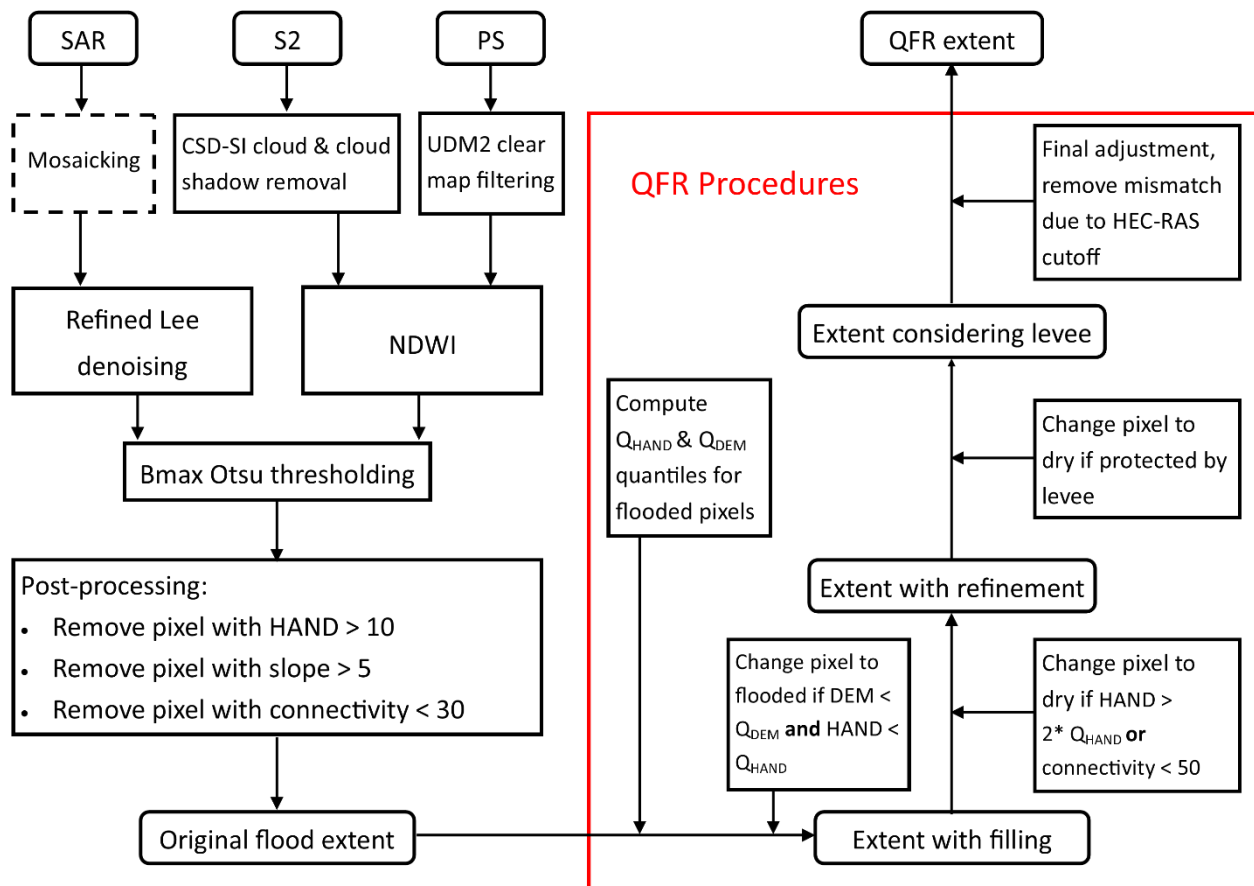 SAR
S2
PS
QFR extent
Mosaicking
CSD-SI cloud & cloud
shadow removal
UDM2 clear
map filtering
QFR Procedures
Final adjustment,
remove mismatch
due to HEC-RAS
cutoff
Refined Lee
denoising
NDWI
Extent considering levee
Compute
QHAND & QDEM
quantiles for
flooded pixels
Change pixel to
dry if protected by
levee
Bmax Otsu thresholding
Post-processing:
• Remove pixel with HAND > 10
• Remove pixel with slope > 5
• Remove pixel with connectivity < 30
Extent with refinement
Change pixel to
flooded if DEM <
QDEM and HAND <
QHAND
Change pixel to
dry if HAND >
2* QHAND or
connectivity < 50
Original flood extent
Extent with filling